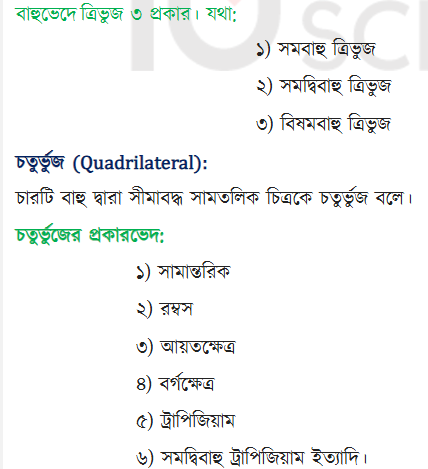 বাহুভেদে ত্রিভুজ ৩ প্রকার। যথা:
১) সমবাহু ত্রিভুজ
২) সমদ্বিবাহু ত্রিভুজ
৩) বিষমবাহু ত্রিভুজ
চতুর্ভুজ (Quadrilateral):
চারটি বাহু দ্বারা সীমাবদ্ধ সামতলিক চিত্রকে চতুর্ভুজ বলে।
চতুর্ভুজের প্রকারভেদ:
১) সামান্তরিক
২) রম্বস
৩) আয়তক্ষেত্র
৪) বর্গক্ষেত্র
৫) ট্রাপিজিয়াম
৬) সমদ্বিবাহু ট্রাপিজিয়াম ইত্যাদি।